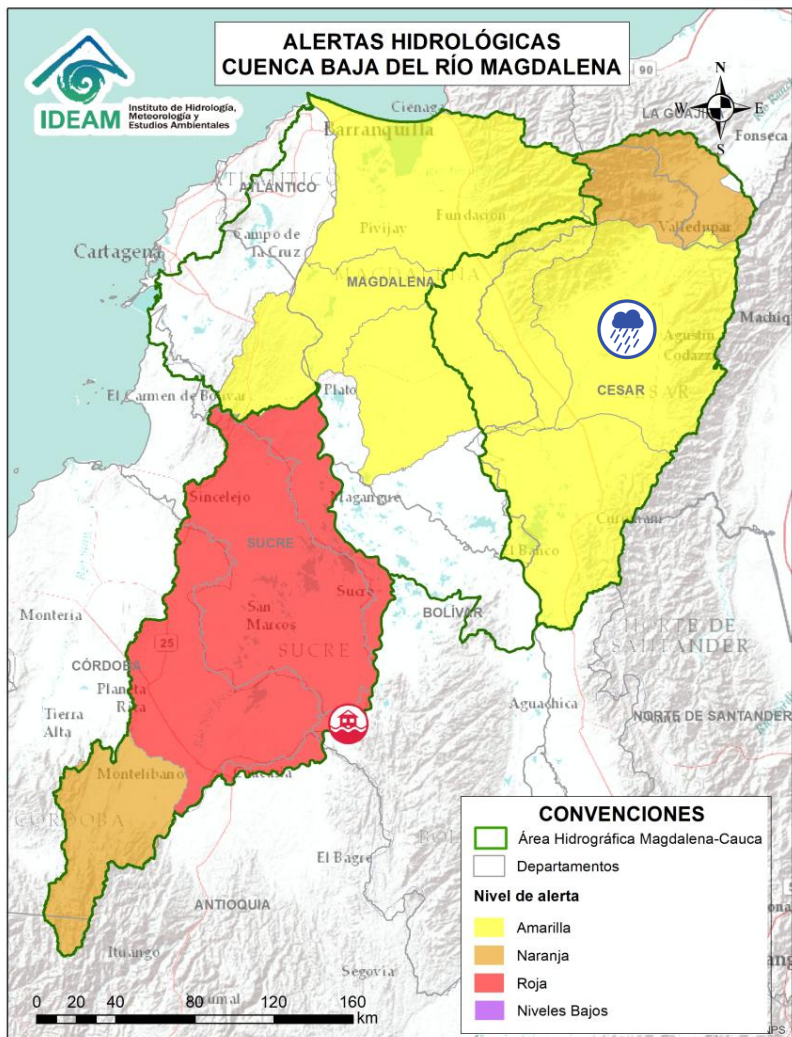 ALERTAS HIDROLÓGICAS
CUENCA BAJA DEL RÍO MAGDALENA
IDEAM
Instituto de Hidrología,
Meteorología y
Estudios Ambientales
N
W
E
S
90
LA GUAJIRA
Fonseca
Cienaga
Barranquilla
ATLÁNTICO
Valledupar
Pivijay
Fundación
Cartagena
Campo de
la Cruz
MAGDALENA
Machiq
Agustín
Codazzi
CESAR
El Carmen de Bolívar
Plato
Sincelejo
Magangue
Curumaní
El Banco
SUCRE
Sucre
San
Marcos
SUCRE
BOLÍVAR
NORTE DE
SANTANDER
Montería
25
CÓRDOBA
Planeta
Rica
Tierra
Alta
Aguachica
NORTE DE SANTANDER
Montelibano
CÓRDOBA
El Bagre
ANTIOQUIA
Ituango
Segovia
0 20 40 80 120 160
km
CONVENCIONES
Área Hidrográfica Magdalena-Cauca
Departamentos
Nivel de alerta
Amarilla
Naranja
Roja
Niveles Bajos